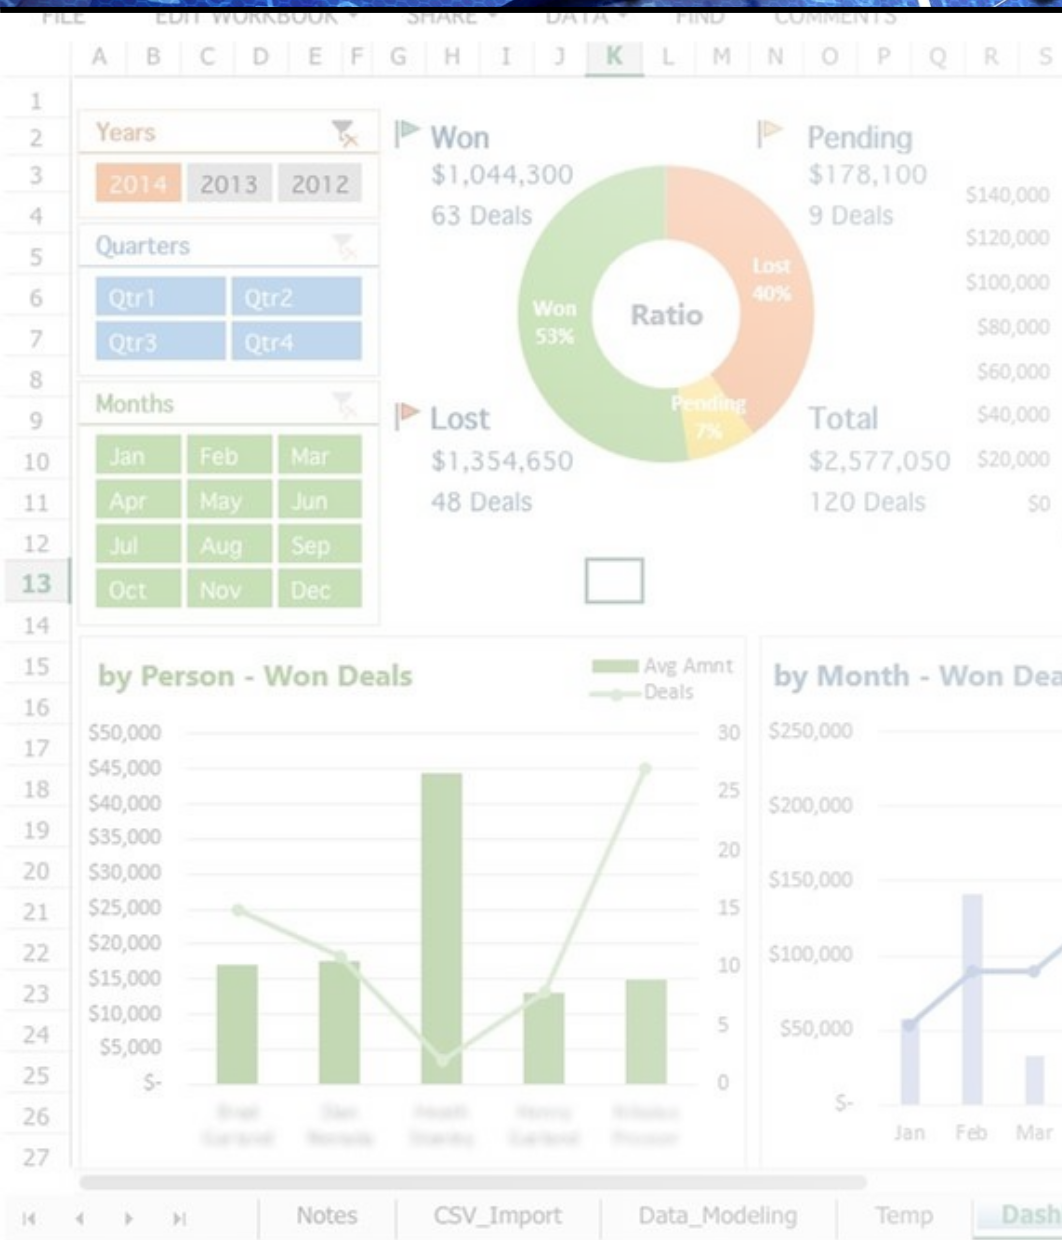 FILE EDIT WORKBOOK SHARE DATA FIND COMMENTS
A B C D E F G H I J K L M N O P Q R S
1
2
3
4
5
6
7
8
9
10
11
12
13
14
15
16
17
18
19
20
21
22
23
24
25
26
27
Years
2014 2013 2012
Quarters
Qtr1 Qtr2
Qtr3 Qtr4
Months
Jan Feb Mar
Apr May Jun
Jul Aug Sep
Oct Nov Dec
Won
$1,044,300
63 Deals
Pending
$178,100
9 Deals
Lost
40%
Won
53%
Ratio
Pending
7%
Lost
$1,354,650
48 Deals
Total
$2,577,050
120 Deals
$140,000
$120,000
$100,000
$80,000
$60,000
$40,000
$20,000
$0
by Person - Won Deals
Avg Amnt
Deals
$50,000
$45,000
$40,000
$35,000
$30,000
$25,000
$20,000
$15,000
$10,000
$5,000
$-
30
25
20
15
10
5
0
by Month - Won Dea
$250,000
$200,000
$150,000
$100,000
$50,000
$-
Jan Feb Mar
Notes CSV_Import Data_Modeling Temp Dash